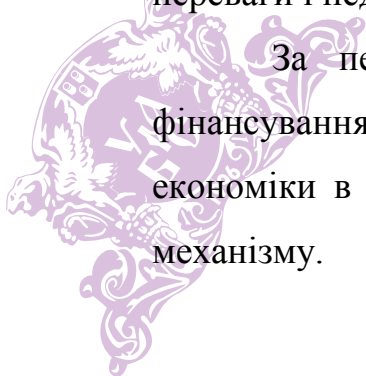 переваги і нед
За пе
фінансування
економіки в
механізму.